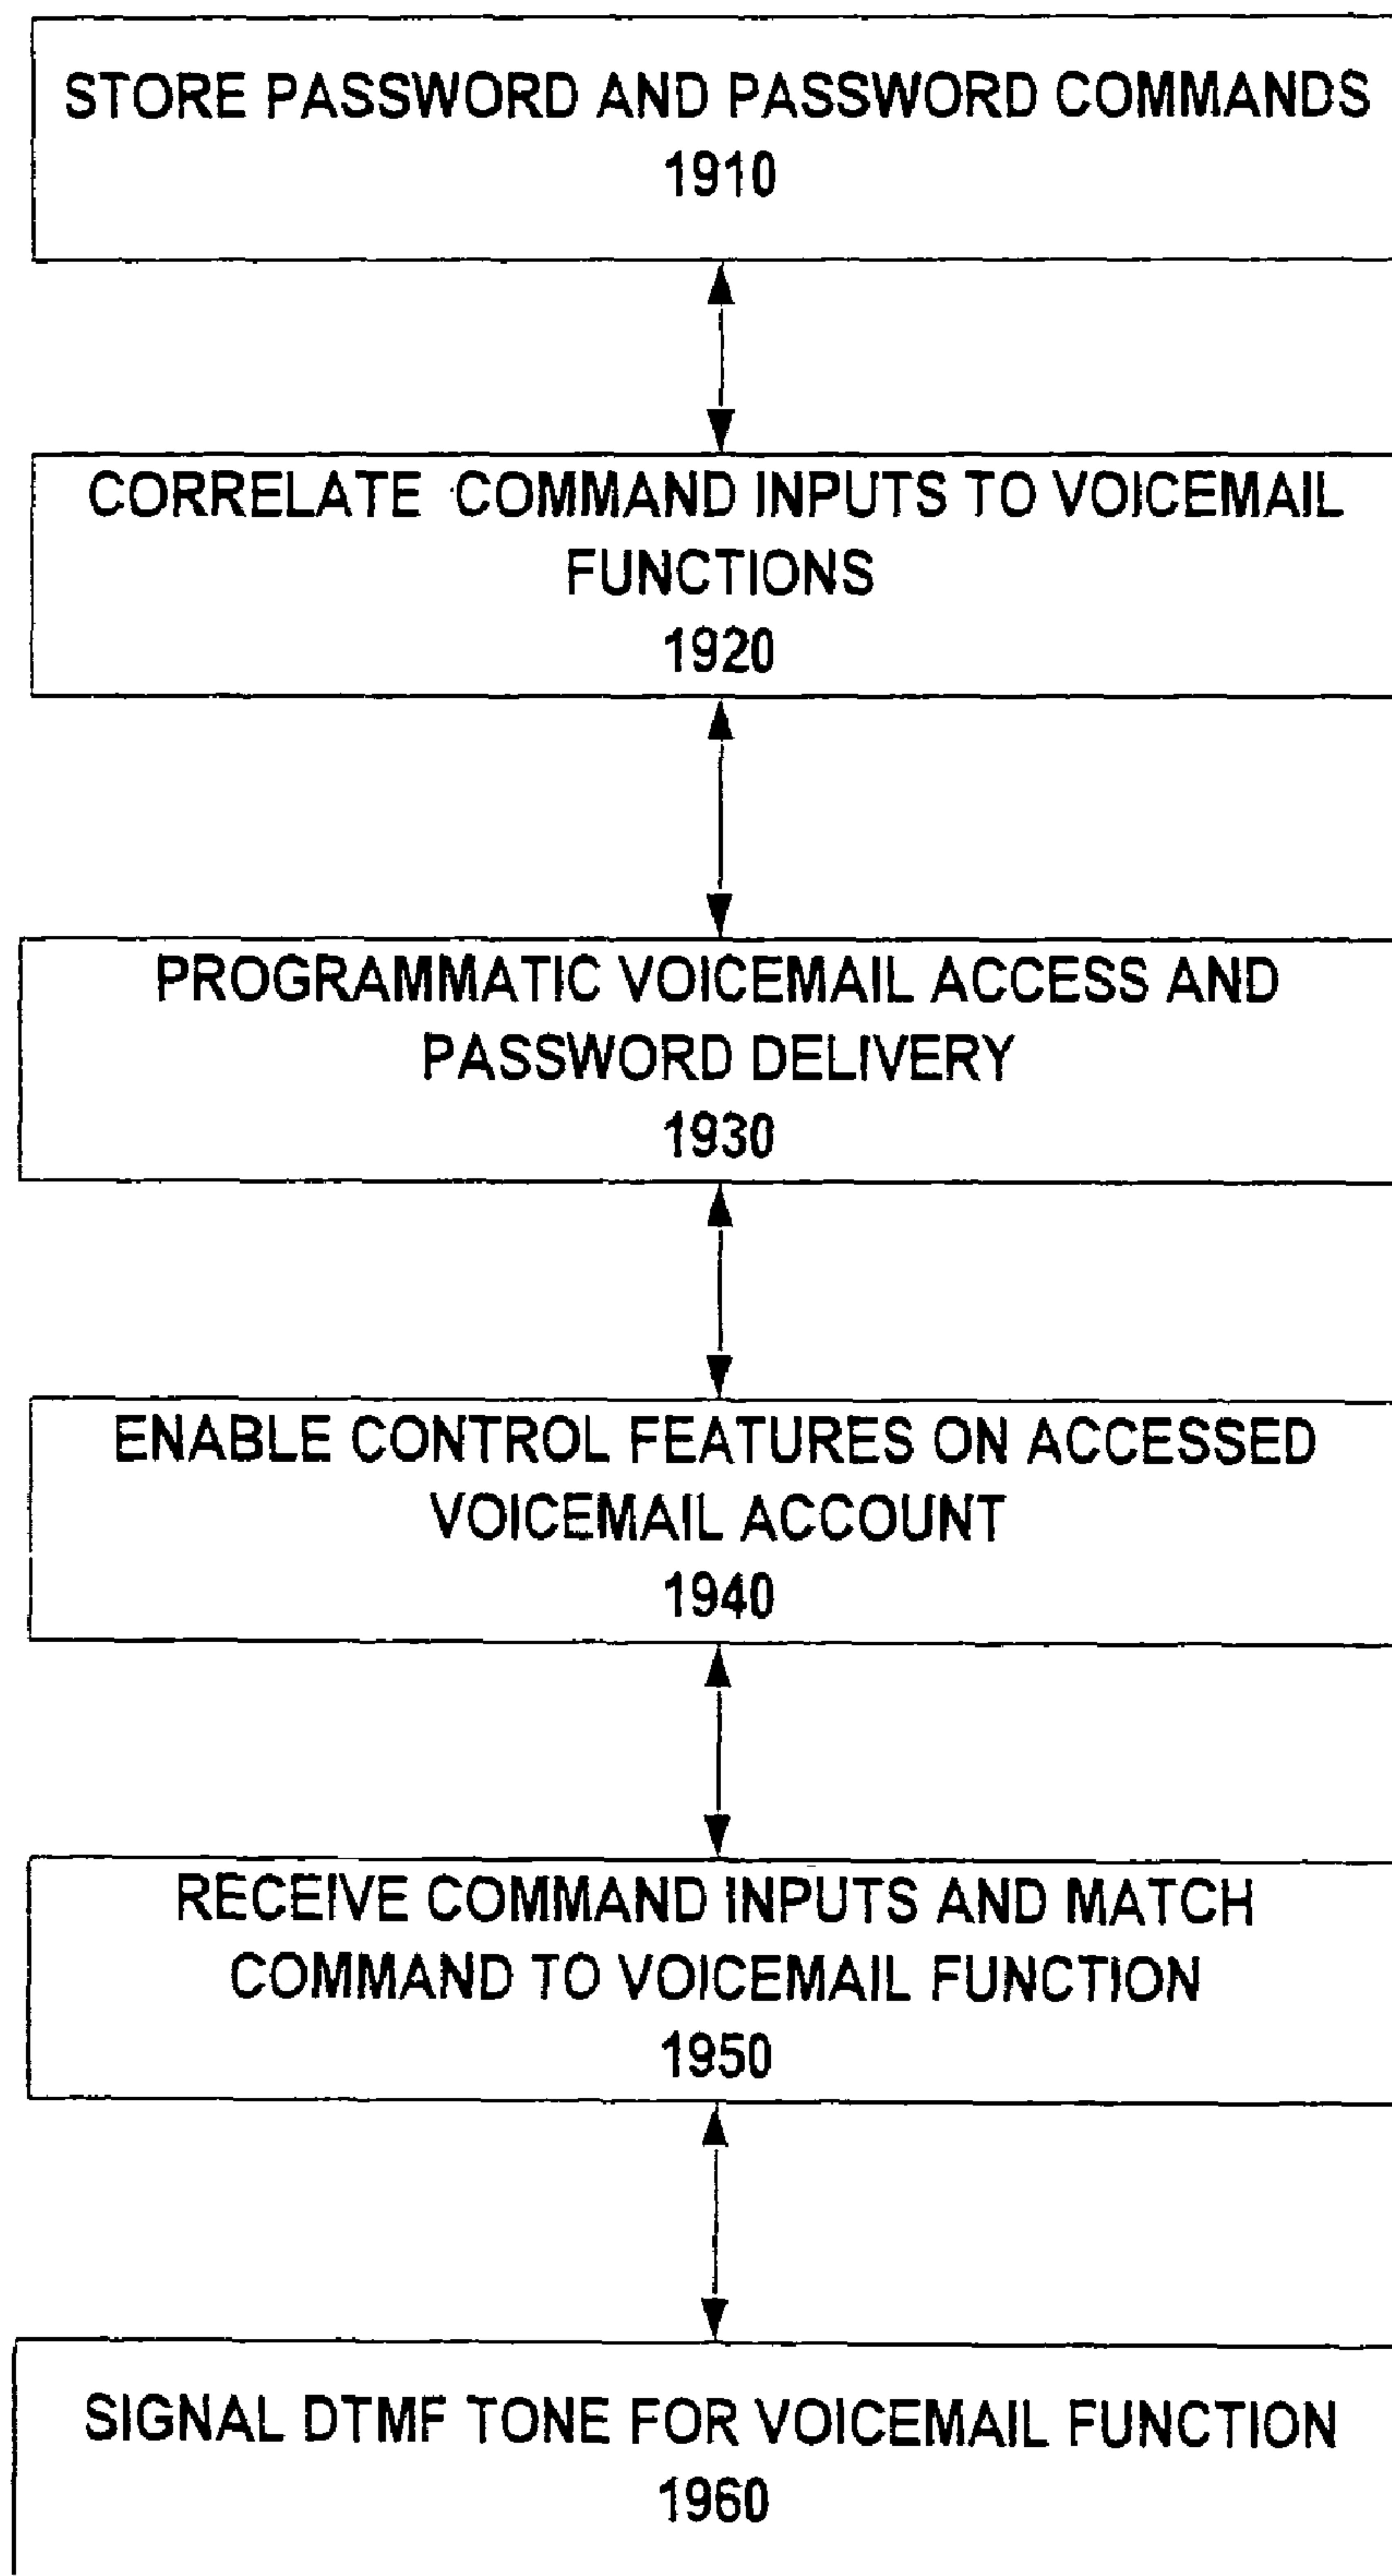 STORE PASSWORD AND PASSWORD COMMANDS
1910
CORRELATE COMMAND INPUTS TO VOICEMAIL
FUNCTIONS
1920
PROGRAMMATIC VOICEMAIL ACCESS AND
PASSWORD DELIVERY
1930
ENABLE CONTROL FEATURES ON ACCESSED
VOICEMAIL ACCOUNT
1940
RECEIVE COMMAND INPUTS AND MATCH
COMMAND TO VOICEMAIL FUNCTION
1950
SIGNAL DTMF TONE FOR VOICEMAIL FUNCTION
1960